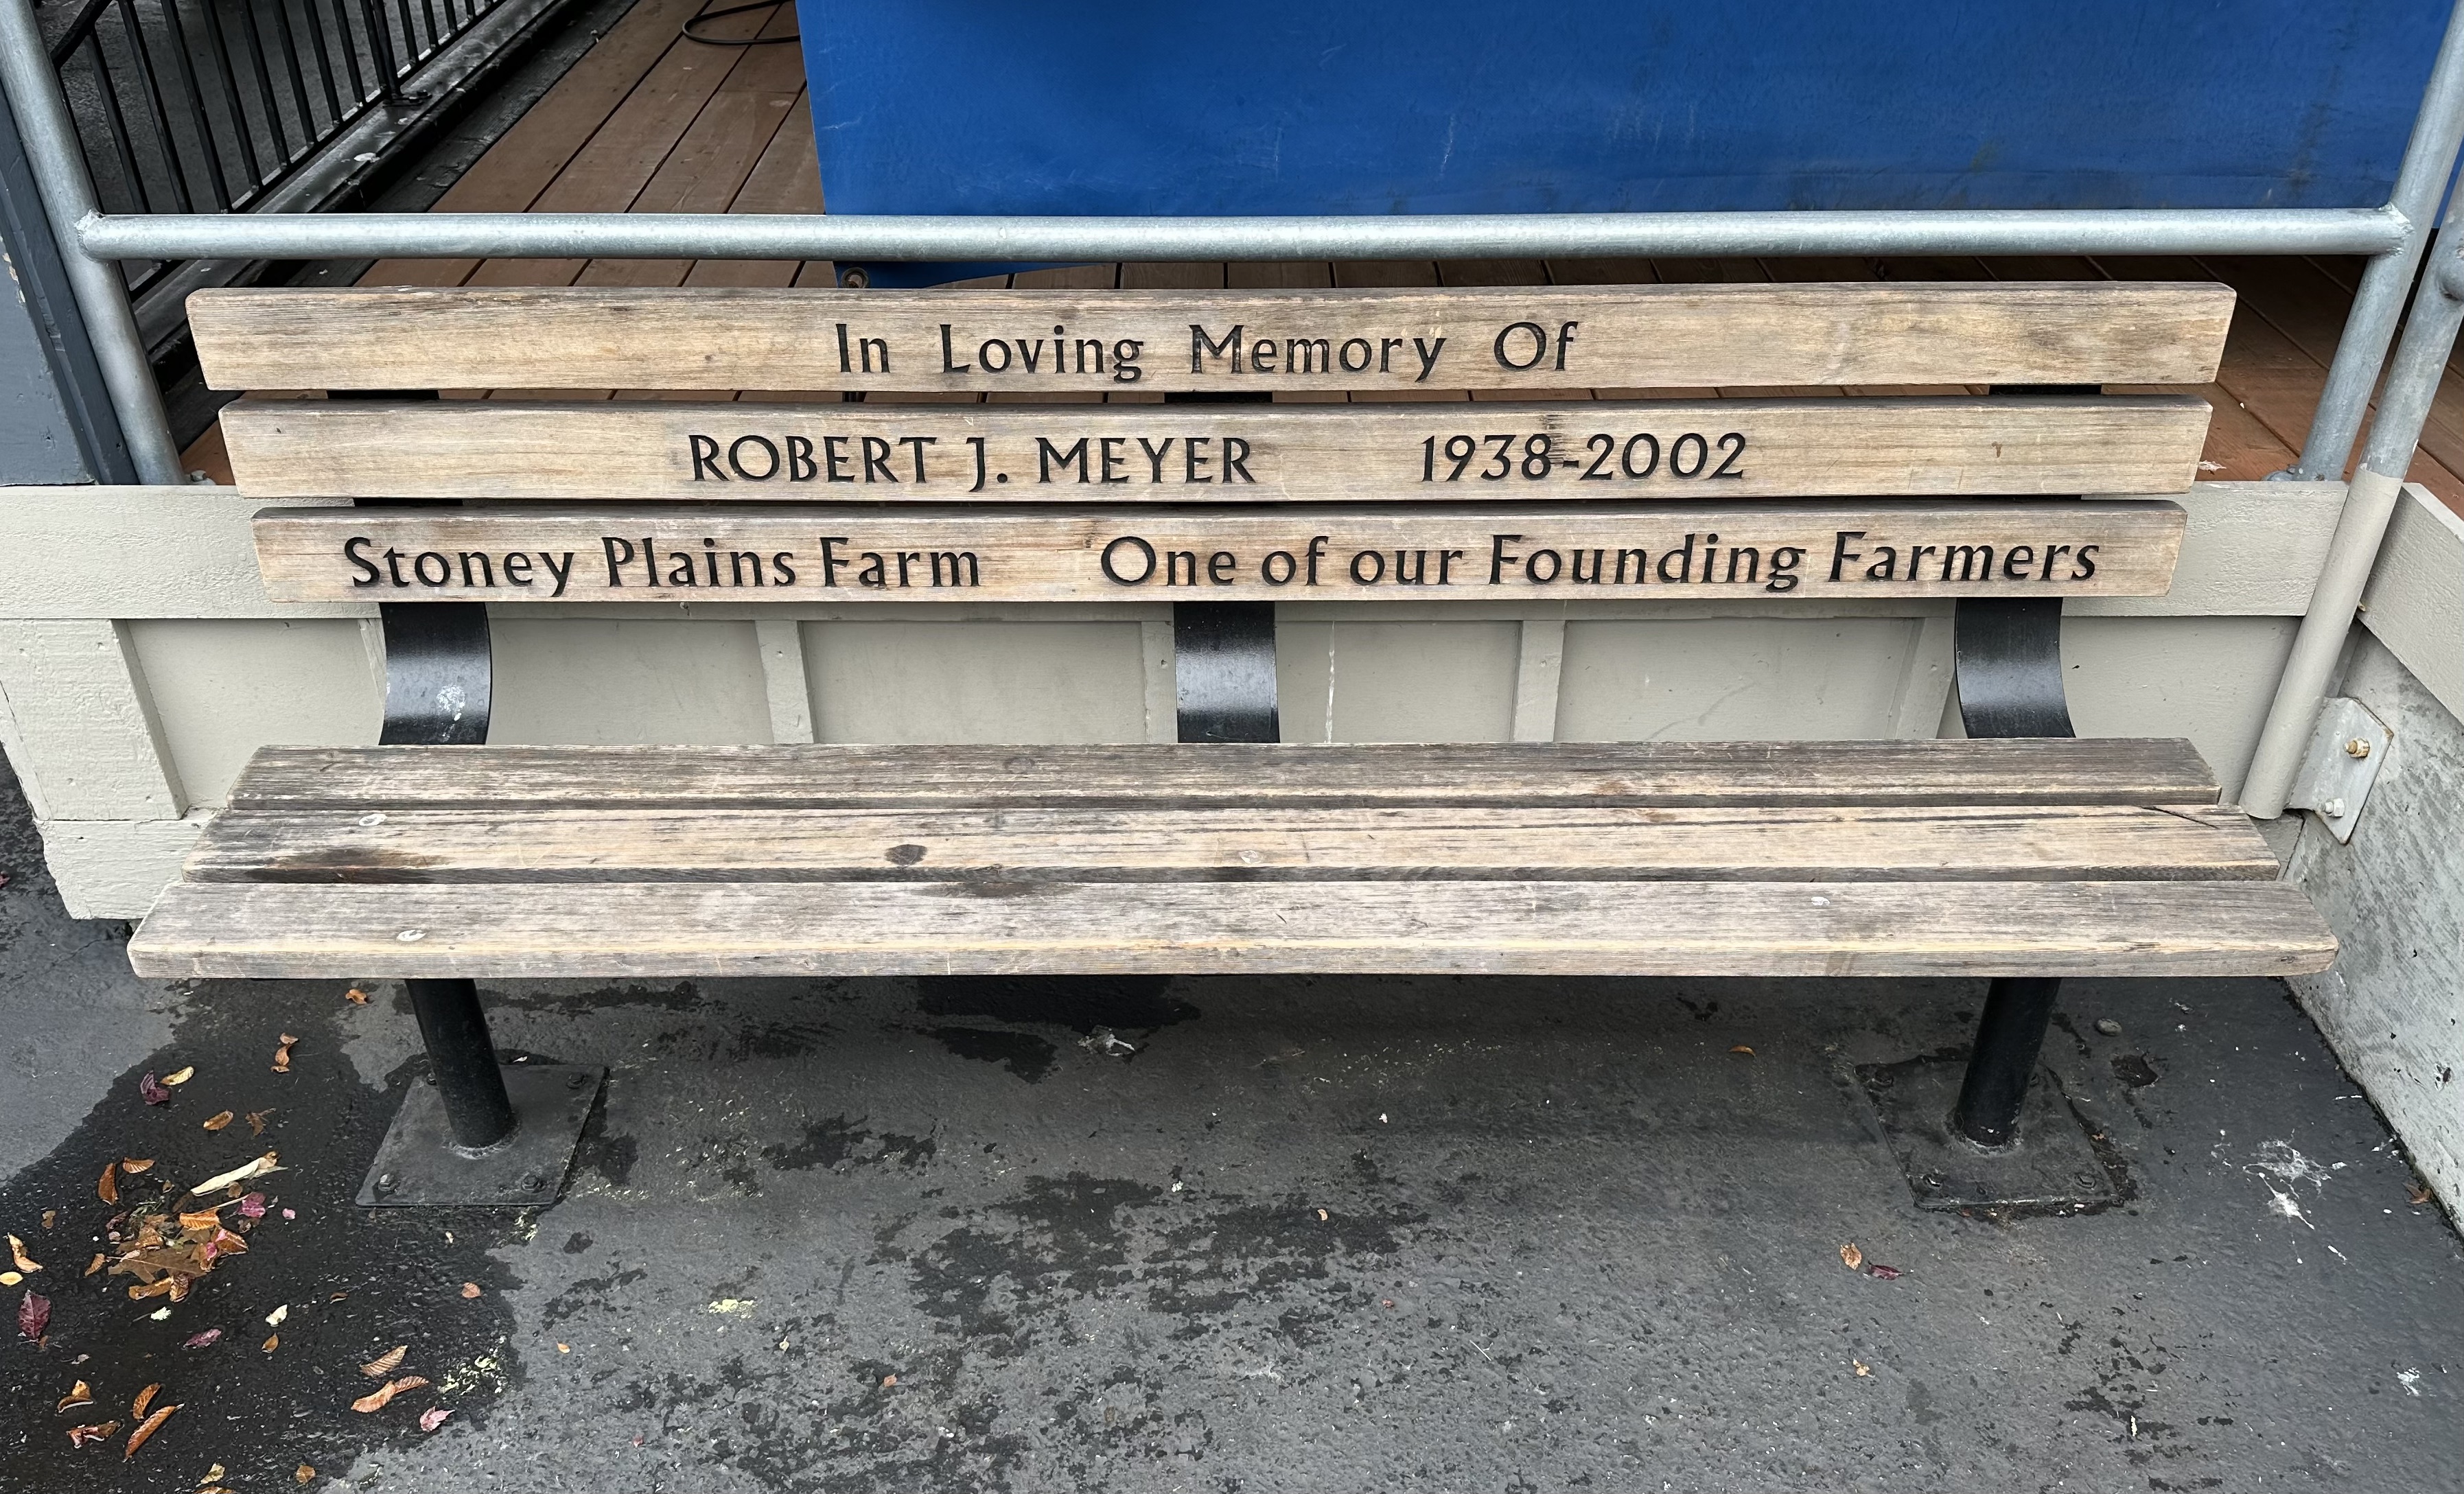 In Loving Memory Of
ROBERT J. MEYER 1938-2002
Stoney Plains Farm One of our Founding Farmers